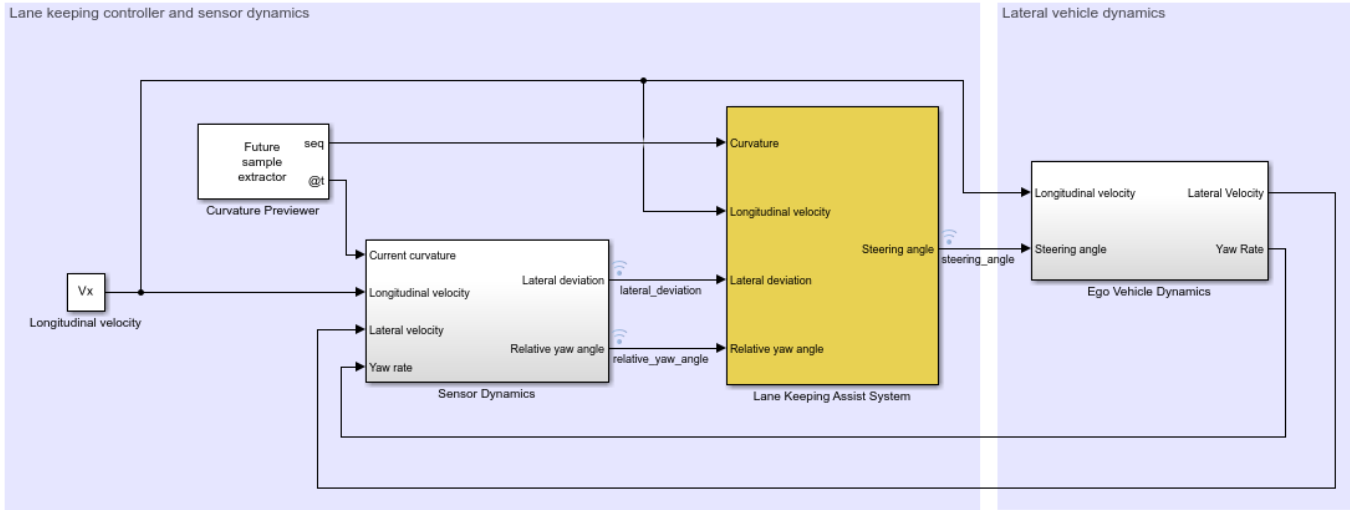 Lane keeping controller and sensor dynamics
Lateral vehicle dynamics
Future
sample
extractor
seq
@t
Curvature Previewer
Vx
Longitudinal velocity
Current curvature
Longitudinal velocity
Lateral velocity
Yaw rate
Lateral deviation
Relative yaw angle
Sensor Dynamics
lateral_deviation
relative_yaw_angle
Curvature
Longitudinal velocity
Lateral deviation
Relative yaw angle
Steering angle
Lane Keeping Assist System
steering_angle
Longitudinal velocity
Steering angle
Lateral Velocity
Yaw Rate
Ego Vehicle Dynamics